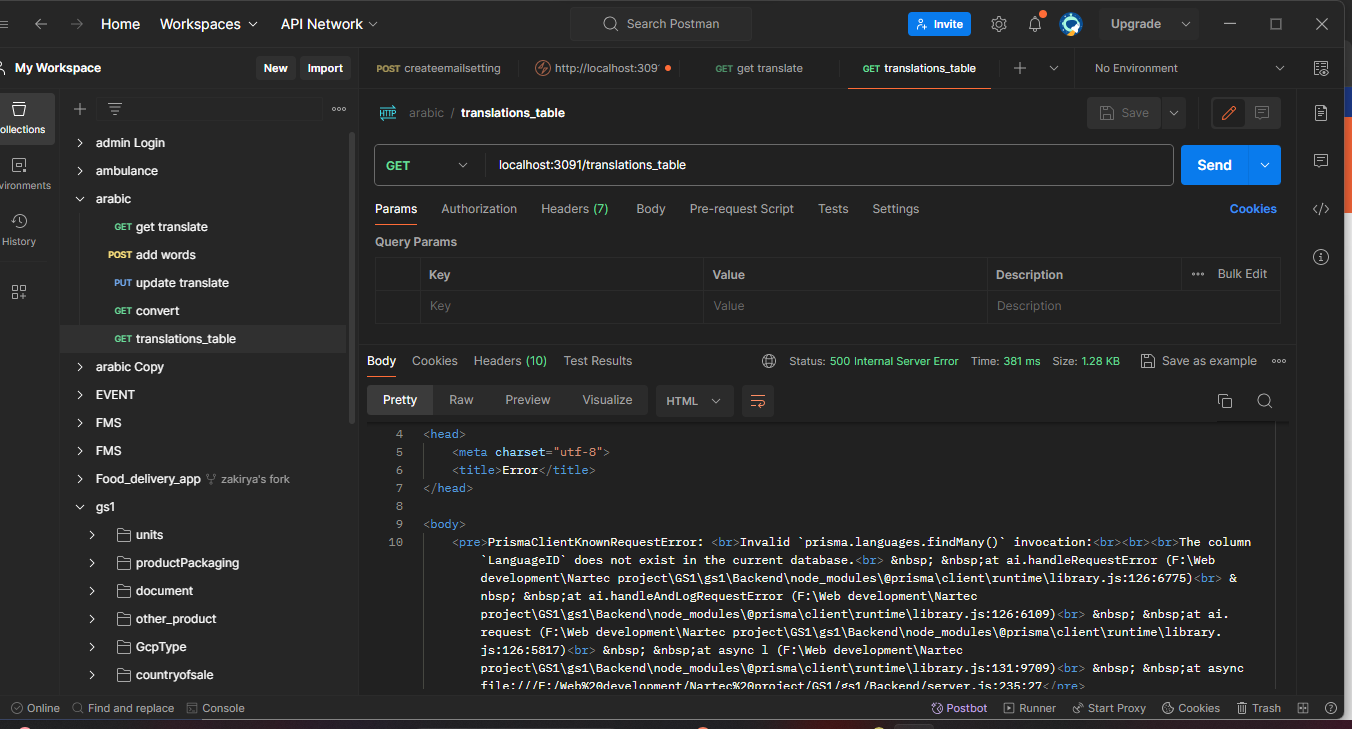 Home
Workspaces
API Network
Search Postman
Invite
Upgrade
My Workspace
New
Import
POST createemailsetting
http://localhost:309
GET get translate
GET translations_table
No Environment
ollections
vironments
History
admin Login
ambulance
arabic
GET get translate
POST add words
PUT update translate
GET convert
GET translations_table
arabic Copy
EVENT
FMS
FMS
Food_delivery_app zakirya's fork
gs1
units
productPackaging
document
other_product
GcpType
countryofsale
HTTP arabic / translations_table
Save
GET localhost:3091/translations_table
Send
Params Authorization Headers (7) Body Pre-request Script Tests Settings Cookies
Query Params
Key Value Description Bulk Edit
Key Value Description
Body Cookies Headers (10) Test Results Status: 500 Internal Server Error Time: 381 ms Size: 1.28 KB Save as example
Pretty Raw Preview Visualize HTML
4 <head>
5 <meta charset="utf-8">
6 <title>Error</title>
7 </head>
8
9 <body>
10 <pre>PrismaClientKnownRequestError: <br>Invalid `prisma.languages.findMany()` invocation:<br><br><br>The column
`LanguageID` does not exist in the current database.<br> &nbsp; &nbsp;at ai.handleRequestError (F:\Web
development\Nartec project\GS1\gs1\Backend\node_modules\@prisma\client\runtime\library.js:126:6775)<br> &
nbsp; &nbsp;at ai.handleAndLogRequestError (F:\Web development\Nartec
project\GS1\gs1\Backend\node_modules\@prisma\client\runtime\library.js:126:6109)<br> &nbsp; &nbsp;at ai.
request (F:\Web development\Nartec project\GS1\gs1\Backend\node_modules\@prisma\client\runtime\library.
js:126:5817)<br> &nbsp; &nbsp;at async l (F:\Web development\Nartec
project\GS1\gs1\Backend\node_modules\@prisma\client\runtime\library.js:131:9709)<br> &nbsp; &nbsp;at async
file:///F:/Web%20development/Nartec%20project/GS1/gs1/Backend/server.js:235:27</pre>
Online
Find and replace
Console
Postbot
Runner
Start Proxy
Cookies
Trash